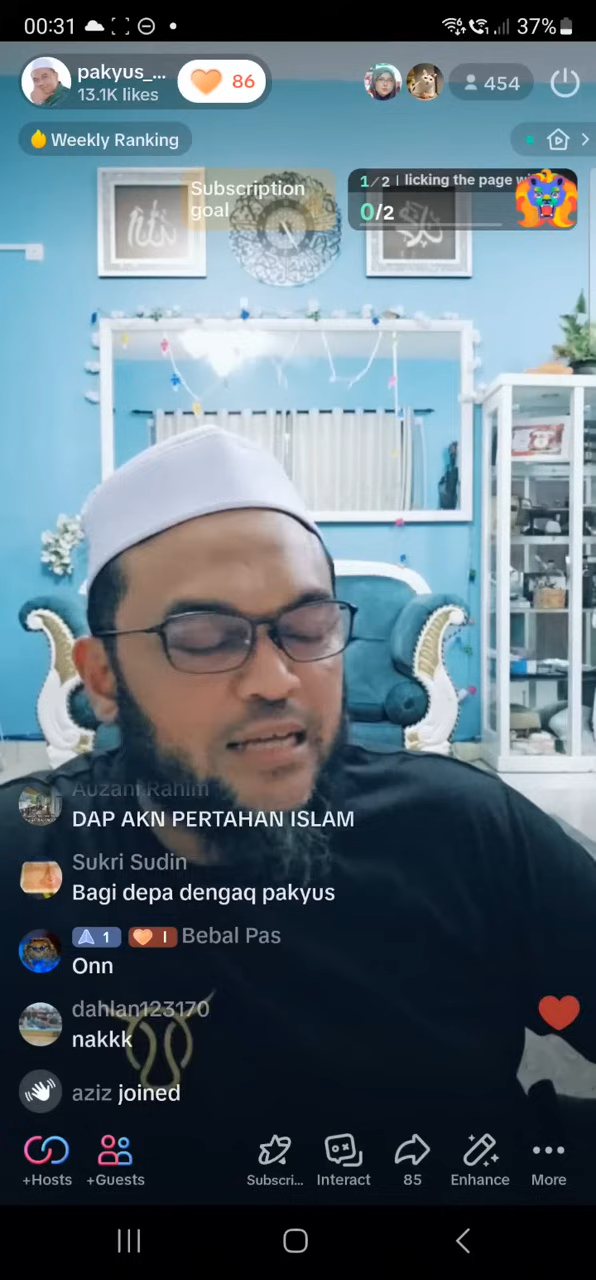 00:31
37%
pakyus_...
13.1K likes
86
454
Weekly Ranking
Subscription
goal
1/2 | licking the page w
0/2
Auzani Rahim
DAP AKN PERTAHAN ISLAM
Sukri Sudin
Bagi depa dengaq pakyus
1 I Bebal Pas
Onn
dahlan123170
nakkk
aziz joined
+Hosts
+Guests
Subscri...
Interact
85
Enhance
More